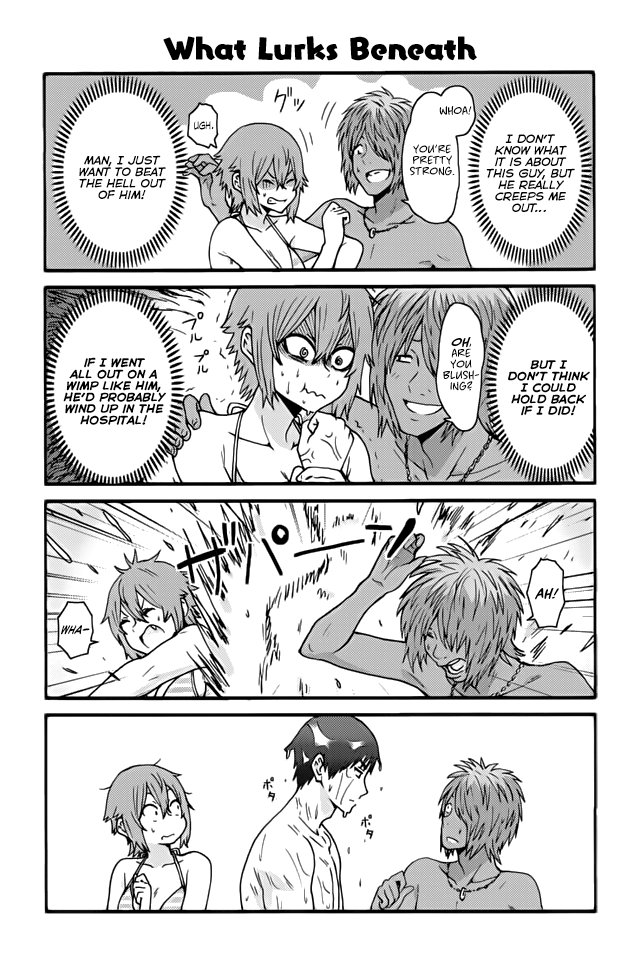 What Lurks Beneath
I DON'T
KNOW WHAT
IT IS ABOUT
THIS GUY, BUT
HE REALLY
CREEPS ME
OUT...
WHOA!
YOU'RE
PRETTY
STRONG.
グッ
UGH.
MAN, I JUST
WANT TO BEAT
THE HELL OUT
OF HIM!
BUT I
DON'T THINK
I COULD
HOLD BACK
IF I DID!
OH,
ARE
YOU
BLUSH-
ING?
プルプル
IF I WENT
ALL OUT ON A
WIMP LIKE HIM,
HE'D PROBABLY
WIND UP IN THE
HOSPITAL!
AH!
ザパーーッ!
WHA-
ポタ
ポタ